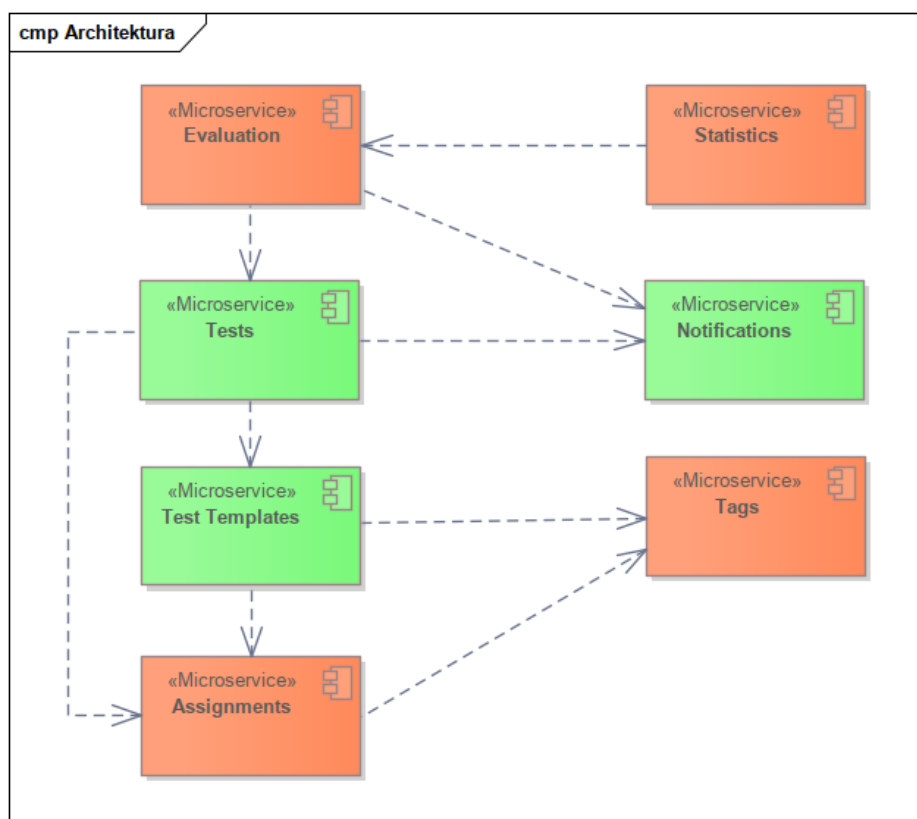 cmp Architektura
«Microservice»
Evaluation
«Microservice»
Statistics
«Microservice»
Tests
«Microservice»
Notifications
«Microservice»
Test Templates
«Microservice»
Tags
«Microservice»
Assignments